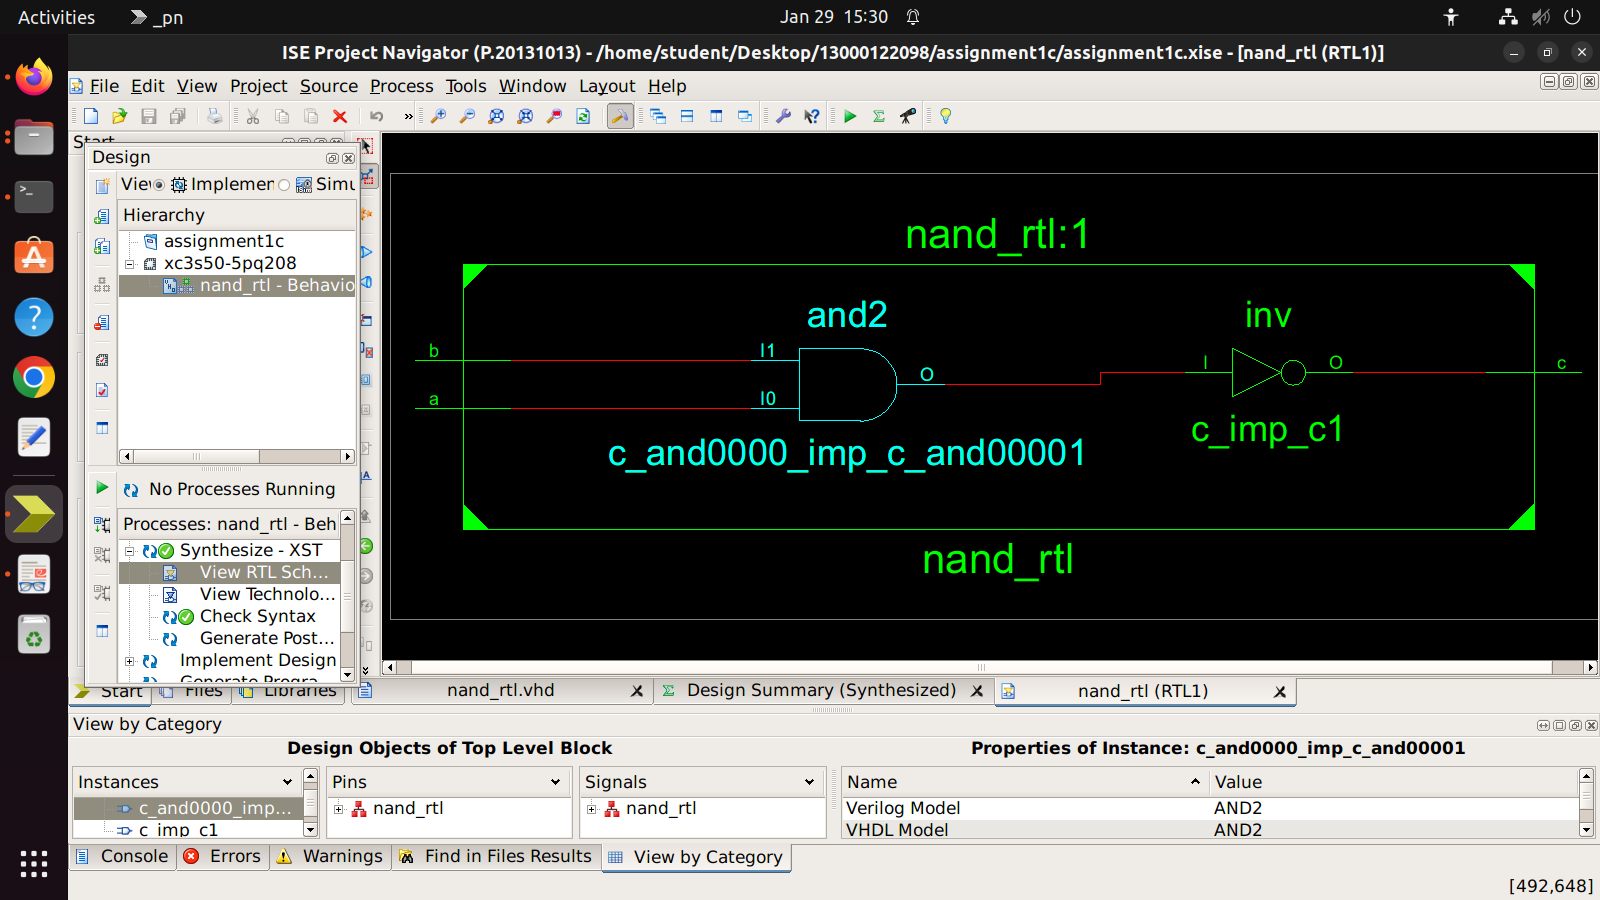 Activities
_pn
Jan 29 15:30
ISE Project Navigator (P.20131013) - /home/student/Desktop/13000122098/assignment1c/assignment1c.xise - [nand_rtl (RTL1)]
File Edit View Project Source Process Tools Window Layout Help
Design
Implemen
Hierarchy
assignment1c
xc3s50-5pq208
nand_rtl - Behavio
No Processes Running
Processes: nand_rtl - Beh
Synthesize - XST
View RTL Sch...
View Technolo...
Check Syntax
Generate Post...
Implement Design
nand_rtl:1
and2
inv
b
I1
O
I
O
c
a
I0
c_and0000_imp_c_and00001
c_imp_c1
nand_rtl
Start
Files
Libraries
nand_rtl.vhd
Design Summary (Synthesized)
nand_rtl (RTL1)
View by Category
Design Objects of Top Level Block
Properties of Instance: c_and0000_imp_c_and00001
Instances
Pins
Signals
Name
Value
c_and0000_imp...
nand_rtl
nand_rtl
Verilog Model
AND2
c_imp_c1
VHDL Model
AND2
Console
Errors
Warnings
Find in Files Results
View by Category
[492,648]